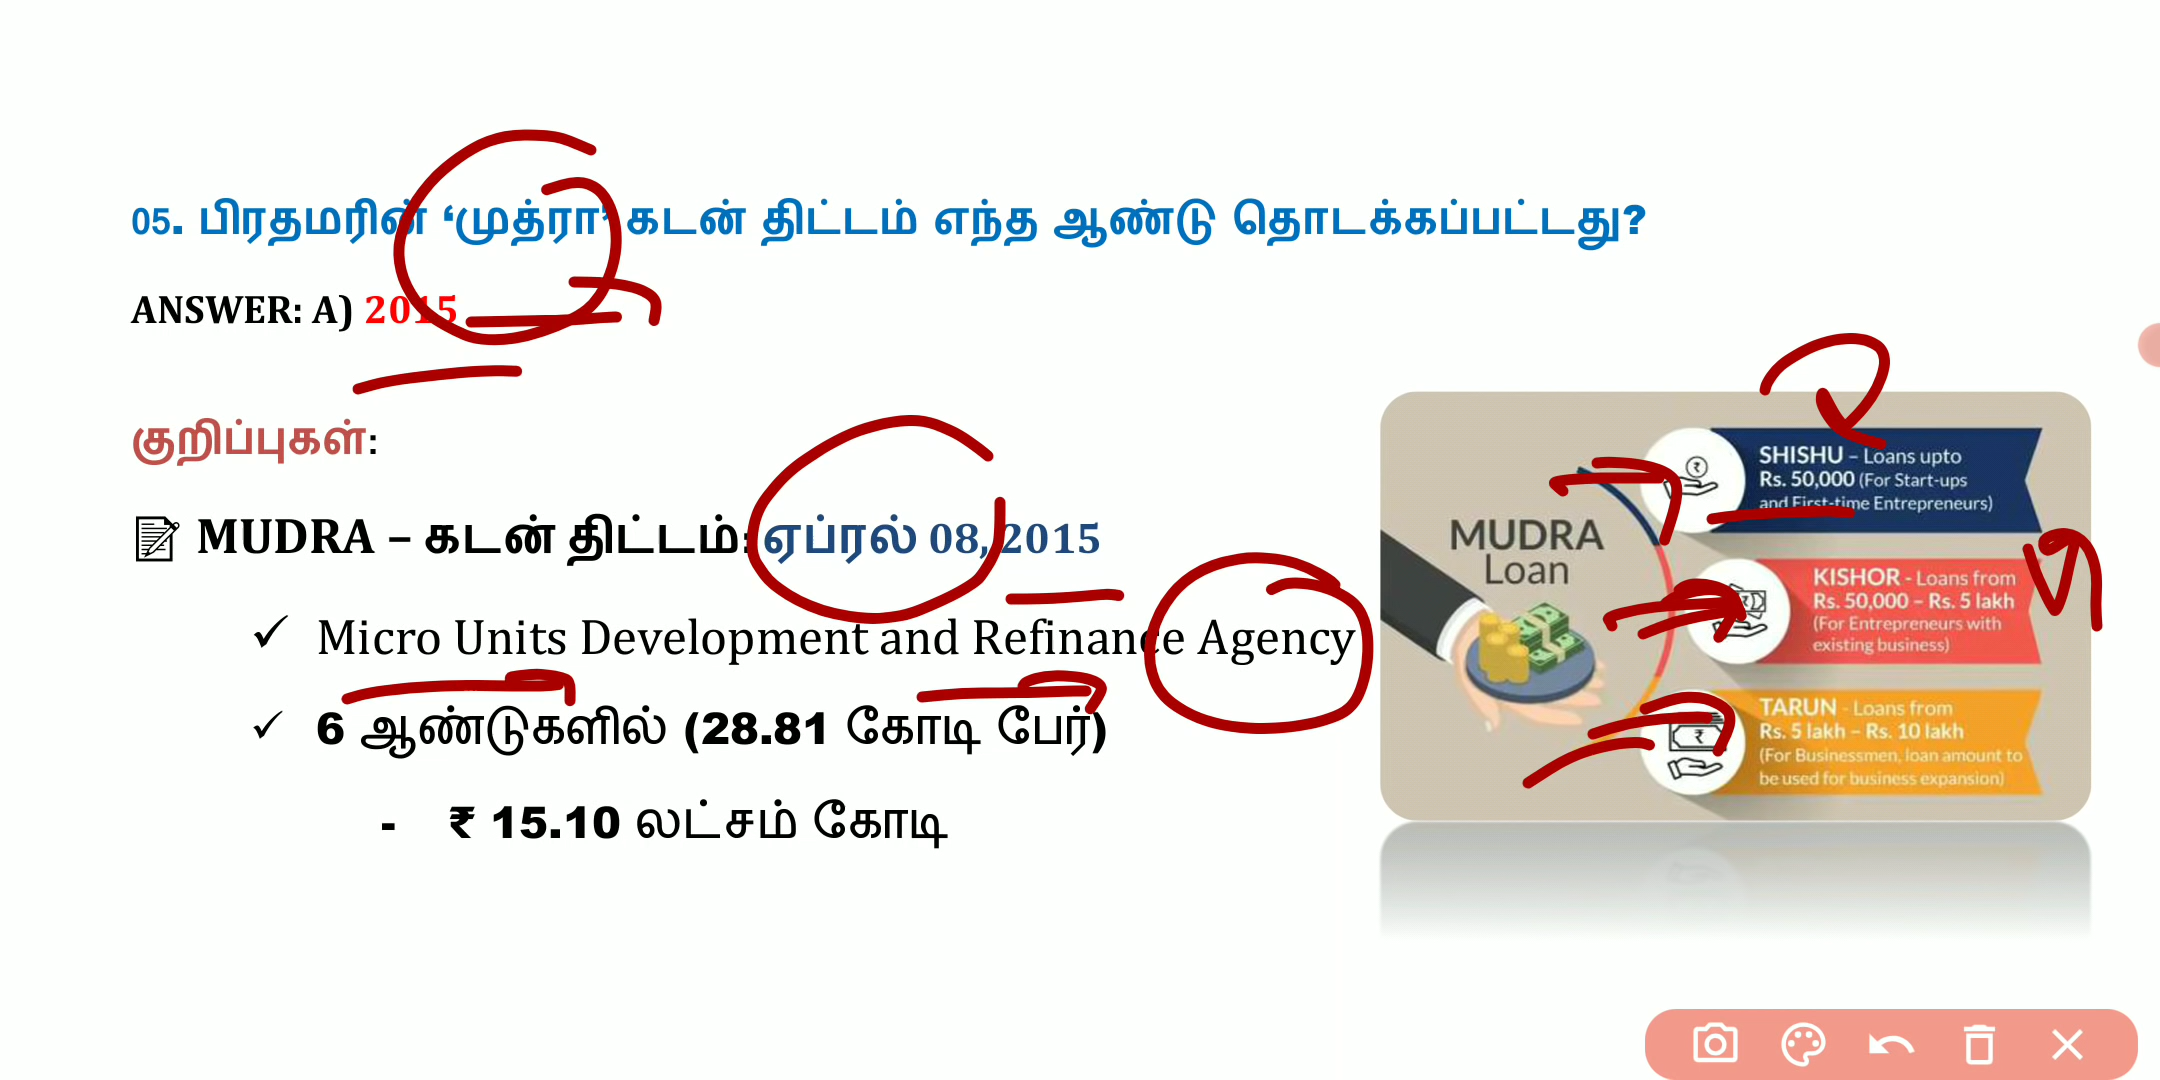 05. பிரதமரின் ‘முத்ரா’ கடன் திட்டம் எந்த ஆண்டு தொடக்கப்பட்டது?
ANSWER: A) 2015
குறிப்புகள்:
MUDRA – கடன் திட்டம்: ஏப்ரல் 08, 2015
Micro Units Development and Refinance Agency
6 ஆண்டுகளில் (28.81 கோடி பேர்)
- ₹ 15.10 லட்சம் கோடி
MUDRA
Loan
SHISHU – Loans upto
Rs. 50,000 (For Start-ups
and First-time Entrepreneurs)
KISHOR - Loans from
Rs. 50,000 – Rs. 5 lakh
(For Entrepreneurs with
existing business)
TARUN - Loans from
Rs. 5 lakh – Rs. 10 lakh
(For Businessmen, loan amount to
be used for business expansion)